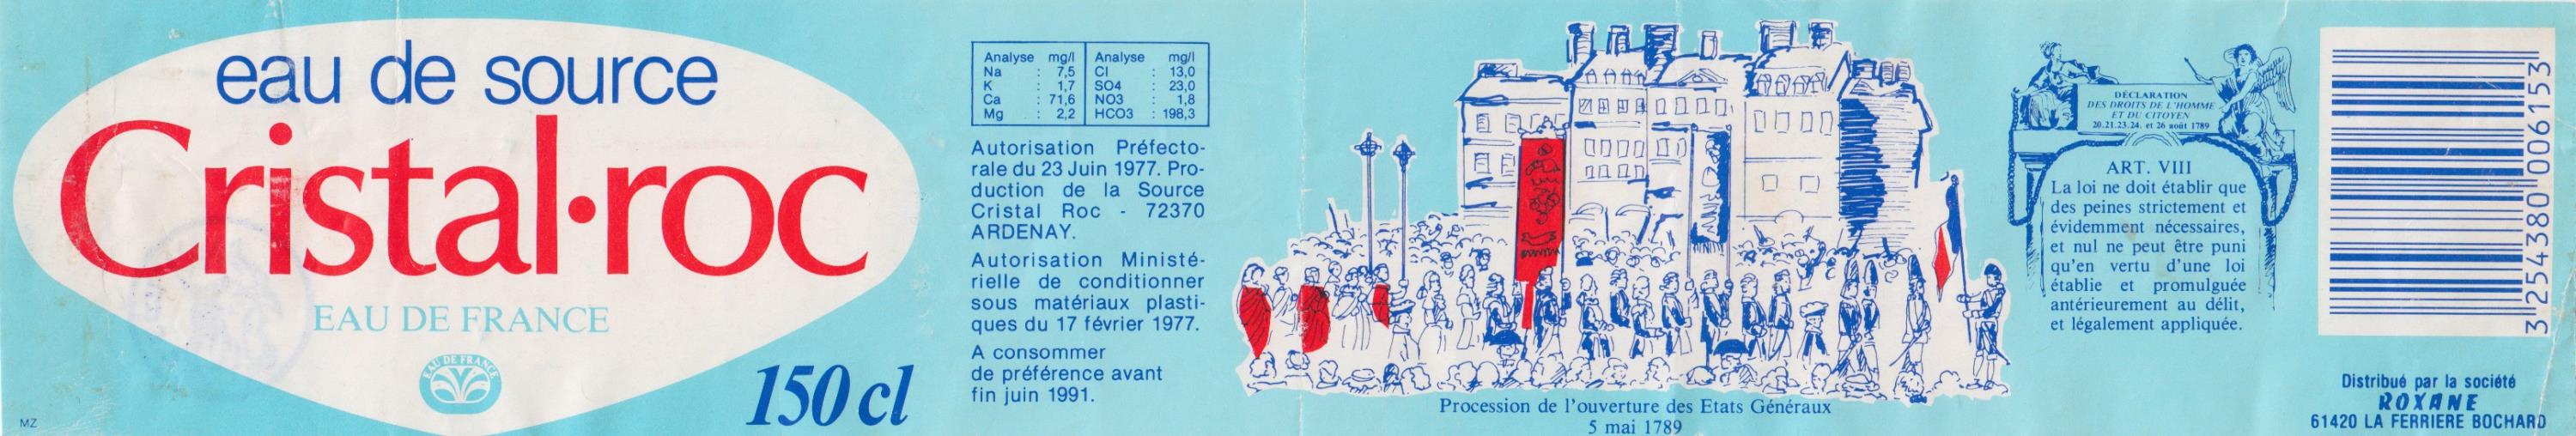 eau de source
Cristal·roc
EAU DE FRANCE
EAU DE FRANCE
150 cl
MZ
Analyse mg/l Analyse mg/l
Na : 7,5 Cl : 13,0
K : 1,7 SO4 : 23,0
Ca : 71,6 NO3 : 1,8
Mg : 2,2 HCO3 : 198,3
Autorisation Préfecto-
rale du 23 Juin 1977. Pro-
duction de la Source
Cristal Roc - 72370
ARDENAY.
Autorisation Ministé-
rielle de conditionner
sous matériaux plasti-
ques du 17 février 1977.
A consommer
de préférence avant
fin juin 1991.
Procession de l'ouverture des Etats Généraux
5 mai 1789
DÉCLARATION
DES DROITS DE L'HOMME
ET DU CITOYEN
20.21.23.24. et 26 août 1789
ART. VIII
La loi ne doit établir que
des peines strictement et
évidemment nécessaires,
et nul ne peut être puni
qu'en vertu d'une loi
établie et promulguée
antérieurement au délit,
et légalement appliquée.
3 254380 006153
Distribué par la société
ROXANE
61420 LA FERRIERE BOCHARD